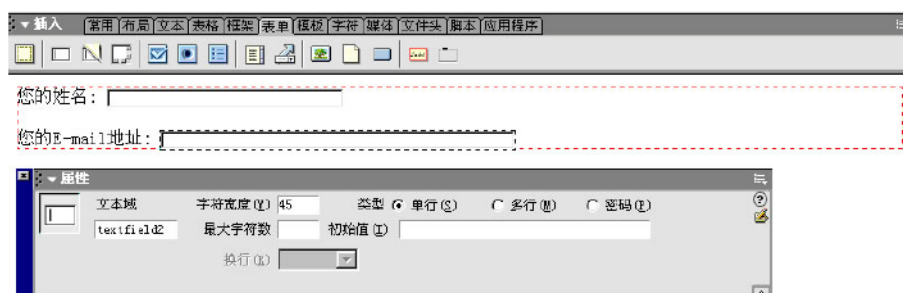 插入 常用 布局 文本 表格 框架 表单 模板 字符 媒体 文件头 脚本 应用程序
您的姓名：
您的E-mail地址：
属性
文本域 字符宽度(Y) 45 类型 单行(S) 多行(M) 密码(P)
textfield2 最大字符数 初始值(I)
换行(R)